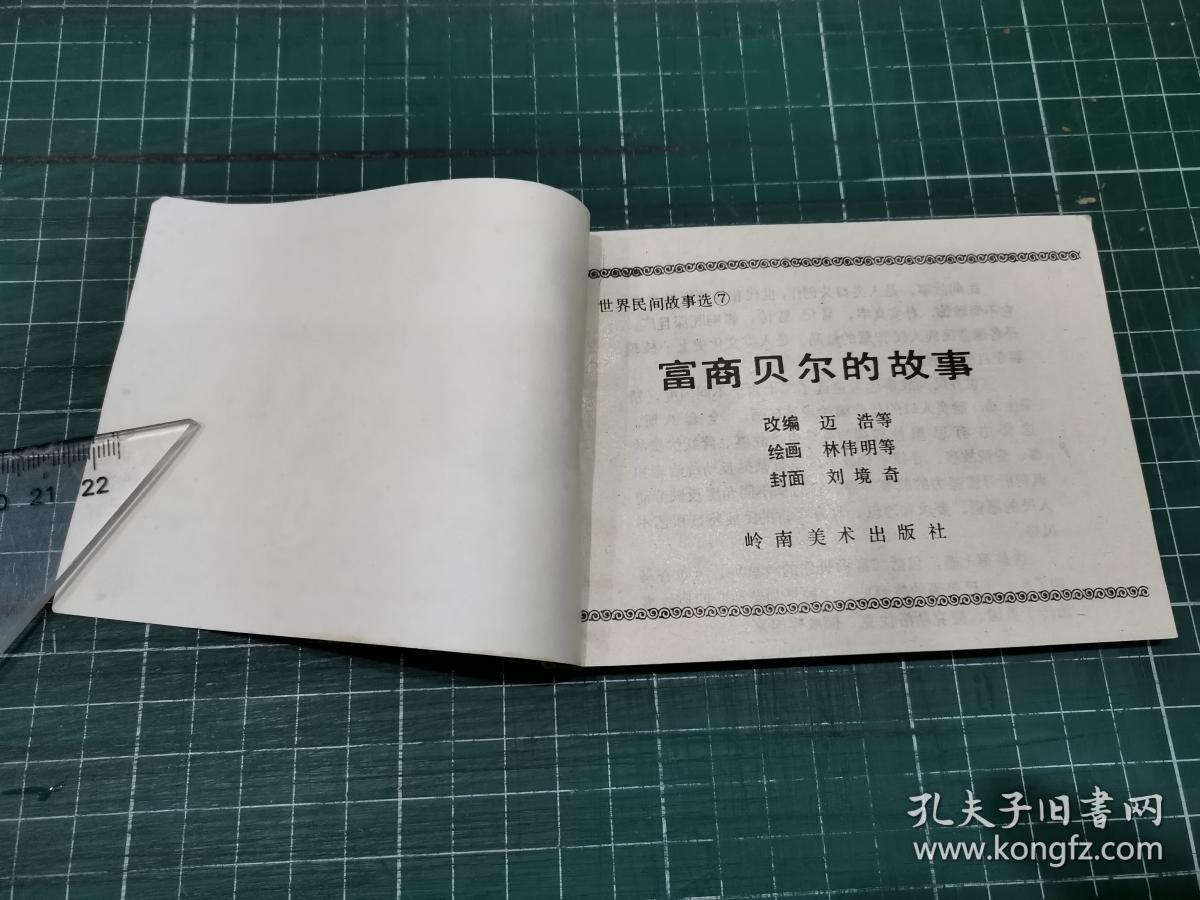 世界民间故事选⑦
富商贝尔的故事
改编 迈 浩等
绘画 林伟明等
封面 刘境奇
岭南美术出版社
21 22
孔夫子旧書网
www.kongfz.com